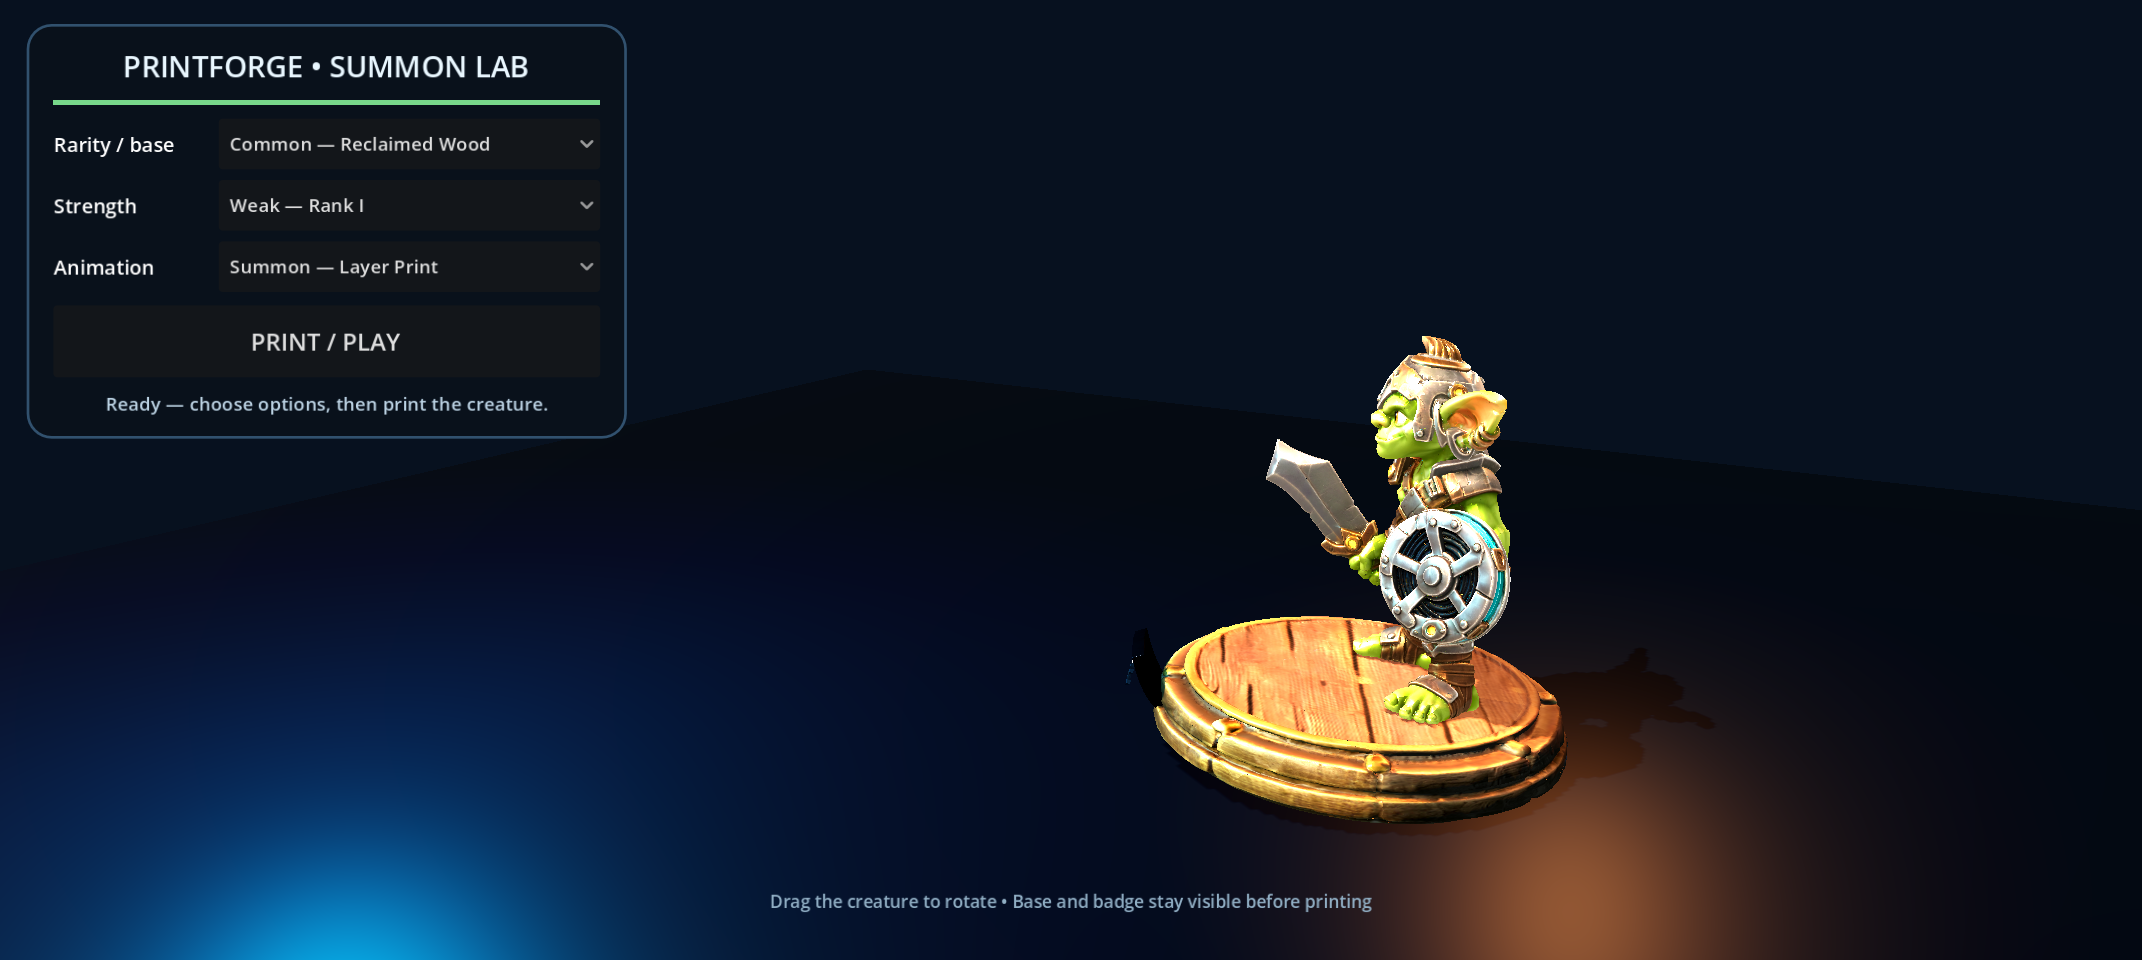 PRINTFORGE • SUMMON LAB
Rarity / base
Common — Reclaimed Wood
Strength
Weak — Rank I
Animation
Summon — Layer Print
PRINT / PLAY
Ready — choose options, then print the creature.
Drag the creature to rotate • Base and badge stay visible before printing